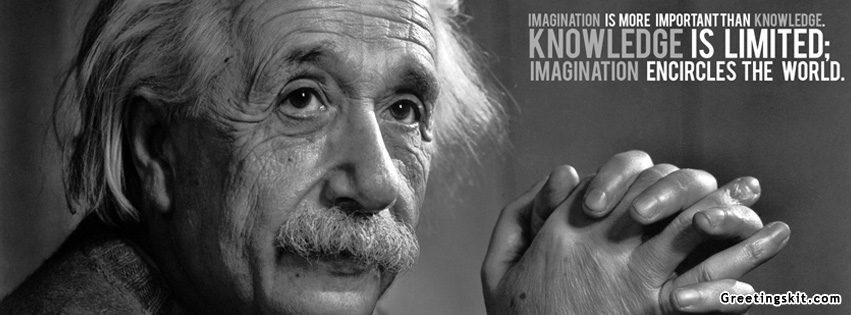 IMAGINATION IS MORE IMPORTANT THAN KNOWLEDGE.
KNOWLEDGE IS LIMITED;
IMAGINATION ENCIRCLES THE WORLD.
Greetingskit.com